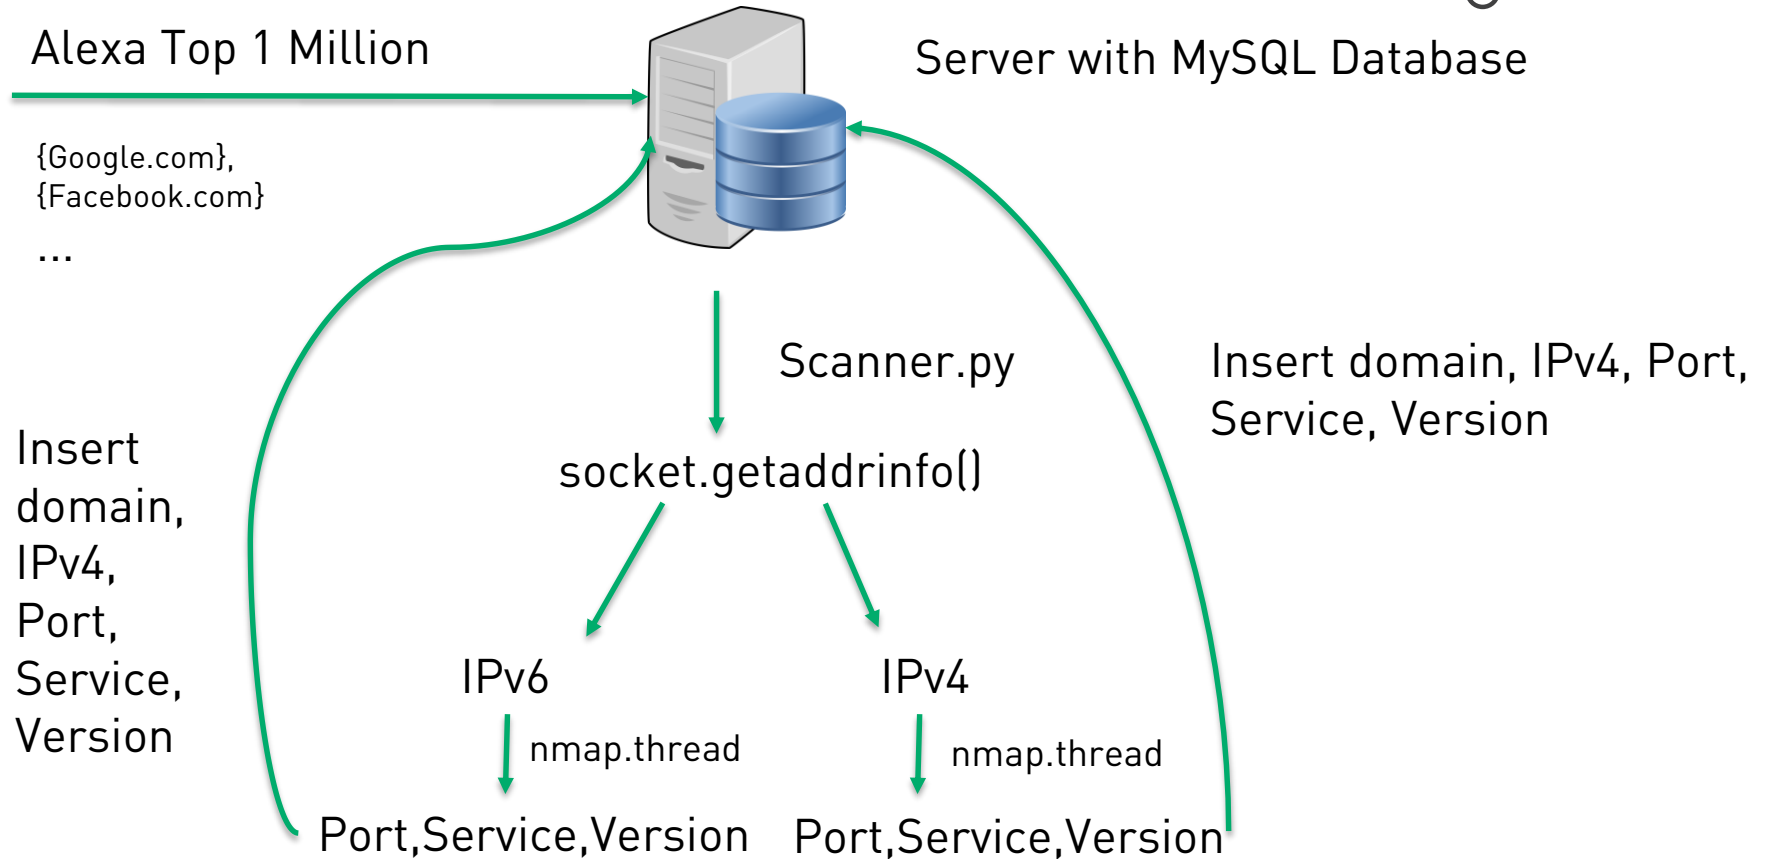 Alexa Top 1 Million
Server with MySQL Database
{Google.com},
{Facebook.com}
...
Scanner.py
Insert domain, IPv4, Port,
Service, Version
Insert
domain,
IPv4,
Port,
Service,
Version
socket.getaddrinfo()
IPv6
IPv4
nmap.thread
nmap.thread
Port,Service,Version
Port,Service,Version